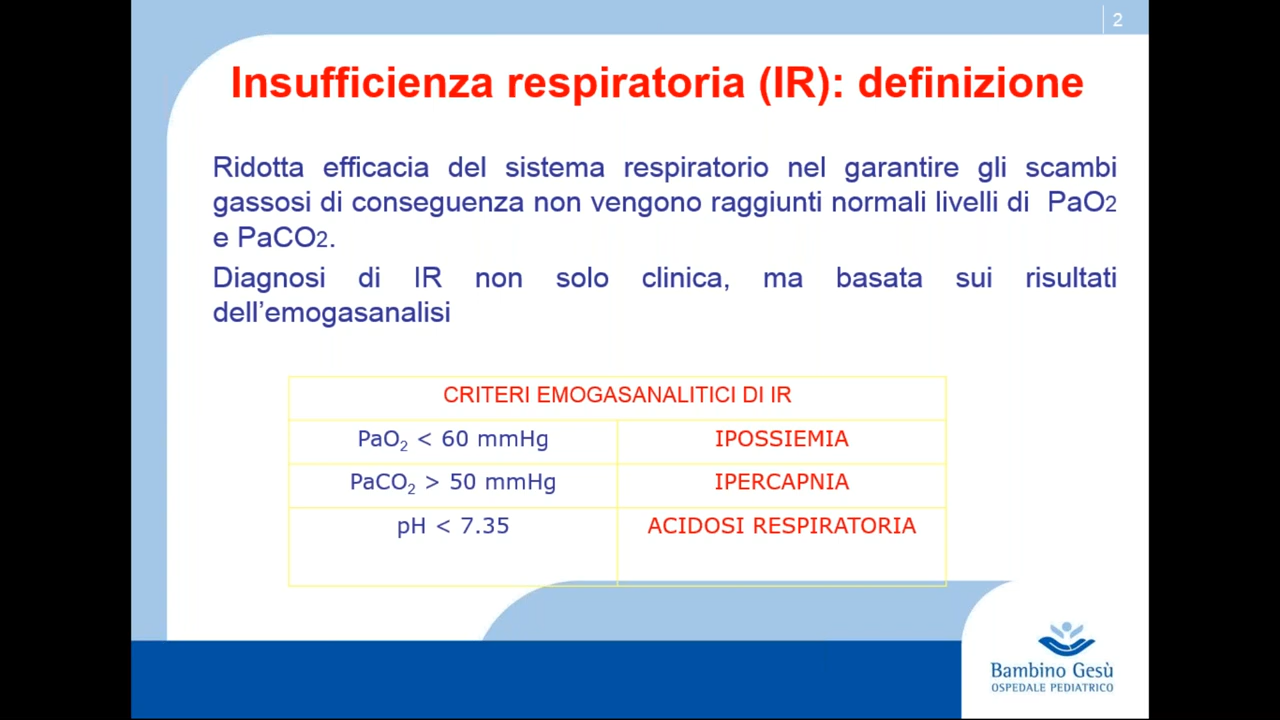 2
Insufficienza respiratoria (IR): definizione
Ridotta efficacia del sistema respiratorio nel garantire gli scambi
gassosi di conseguenza non vengono raggiunti normali livelli di PaO2
e PaCO2.
Diagnosi di IR non solo clinica, ma basata sui risultati
dell’emogasanalisi
CRITERI EMOGASANALITICI DI IR
PaO2 < 60 mmHg IPOSSIEMIA
PaCO2 > 50 mmHg IPERCAPNIA
pH < 7.35 ACIDOSI RESPIRATORIA
Bambino Gesù
OSPEDALE PEDIATRICO